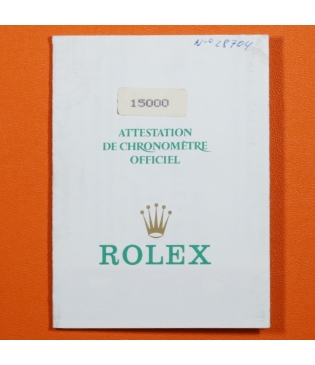 N-o 28704
15000
ATTESTATION
DE CHRONOMÈTRE
OFFICIEL
ROLEX